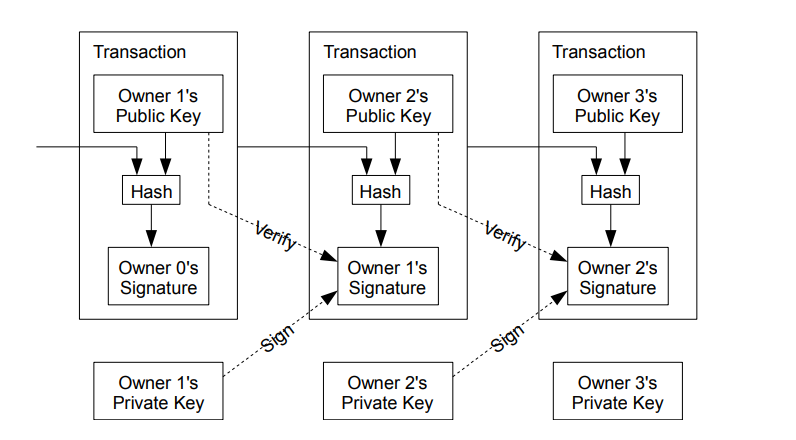 Transaction
Transaction
Transaction
Owner 1's
Public Key
Owner 2's
Public Key
Owner 3's
Public Key
Hash
Hash
Hash
Verify
Verify
Owner 0's
Signature
Owner 1's
Signature
Owner 2's
Signature
Sign
Sign
Owner 1's
Private Key
Owner 2's
Private Key
Owner 3's
Private Key